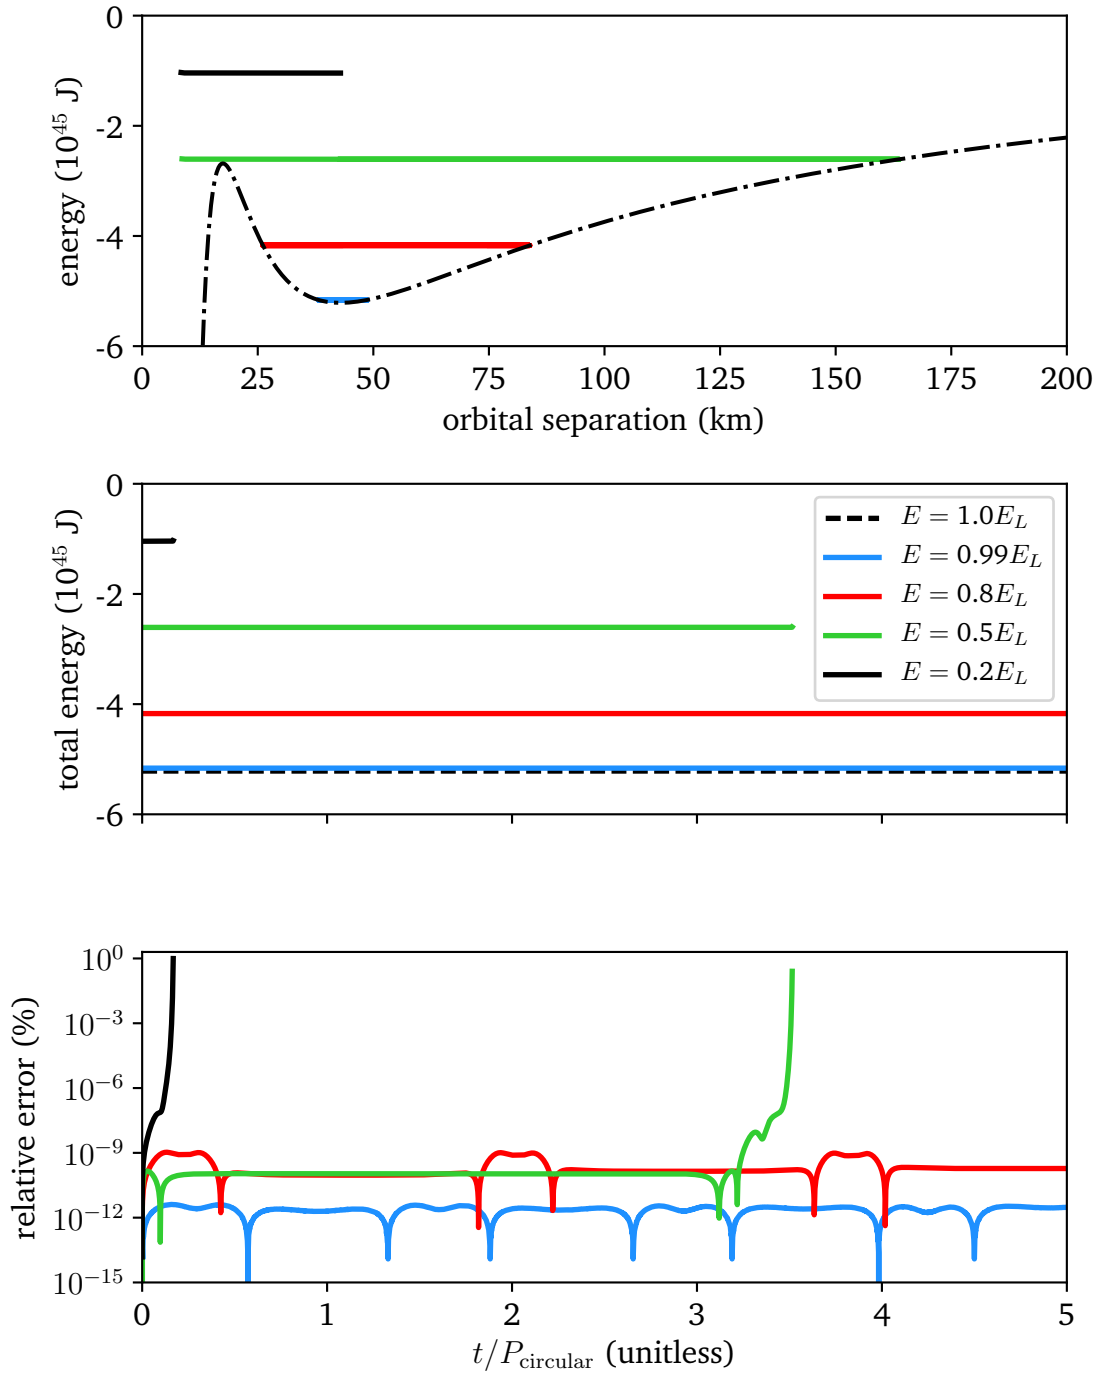 0
-2
-4
-6
energy (10^45 J)
0 25 50 75 100 125 150 175 200
orbital separation (km)
0
-2
-4
-6
total energy (10^45 J)
E = 1.0E_L
E = 0.99E_L
E = 0.8E_L
E = 0.5E_L
E = 0.2E_L
10^0
10^−3
10^−6
10^−9
10^−12
10^−15
relative error (%)
0 1 2 3 4 5
t/P_circular (unitless)